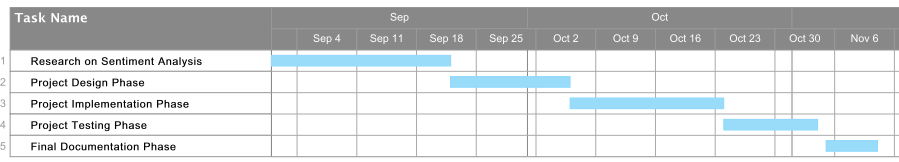 Task Name Sep Oct
Sep 4 Sep 11 Sep 18 Sep 25 Oct 2 Oct 9 Oct 16 Oct 23 Oct 30 Nov 6
1 Research on Sentiment Analysis
2 Project Design Phase
3 Project Implementation Phase
4 Project Testing Phase
5 Final Documentation Phase